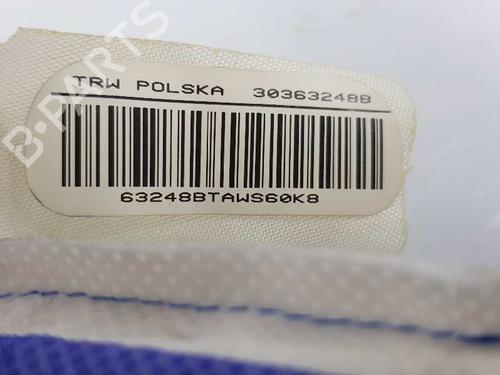 B-PARTS
TRW POLSKA 30363248B
63248BTAWS60K8